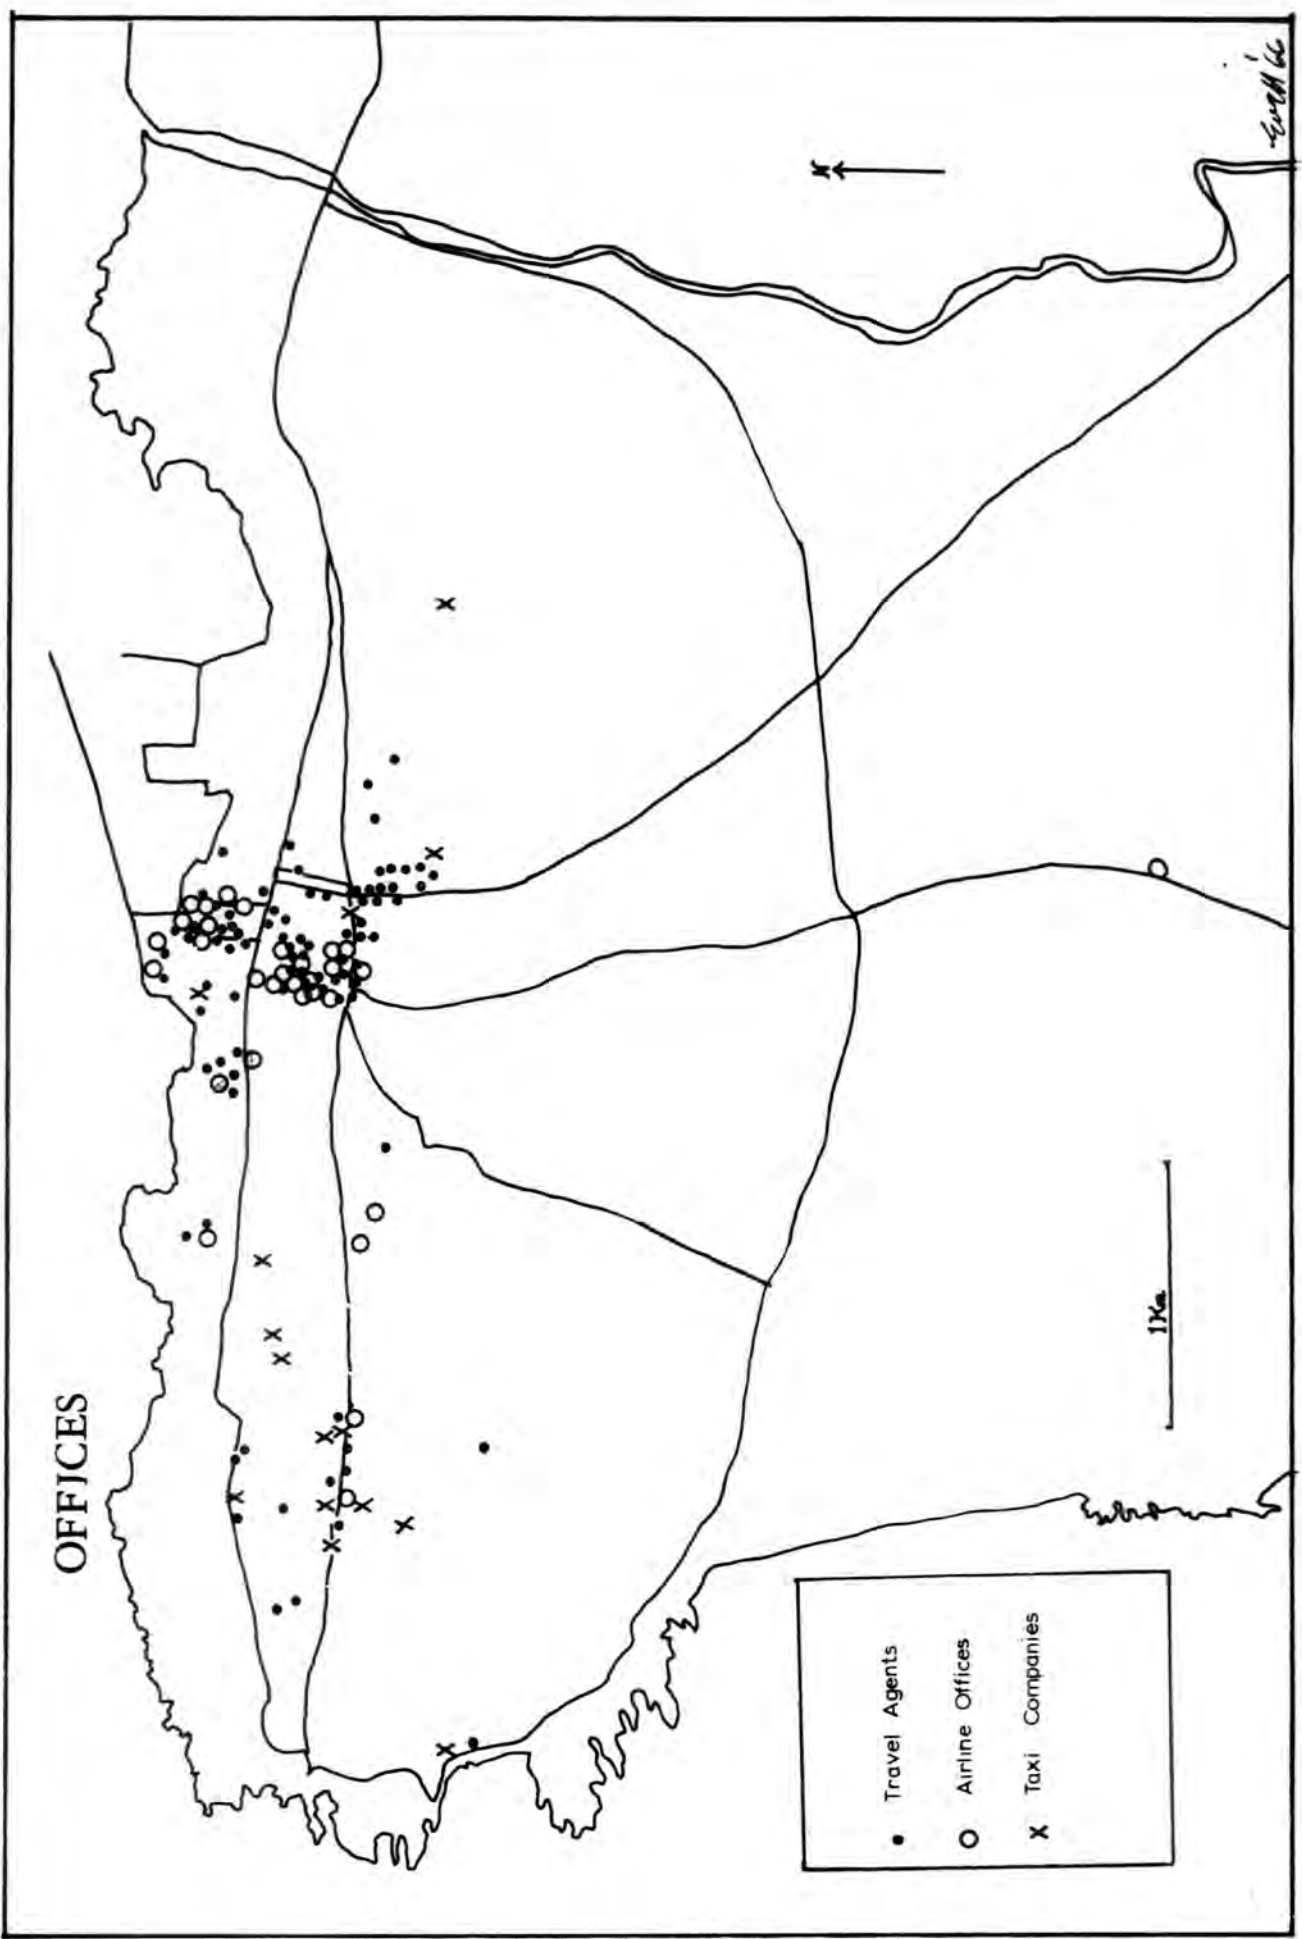 OFFICES
N
1Km
• Travel Agents
O Airline Offices
X Taxi Companies